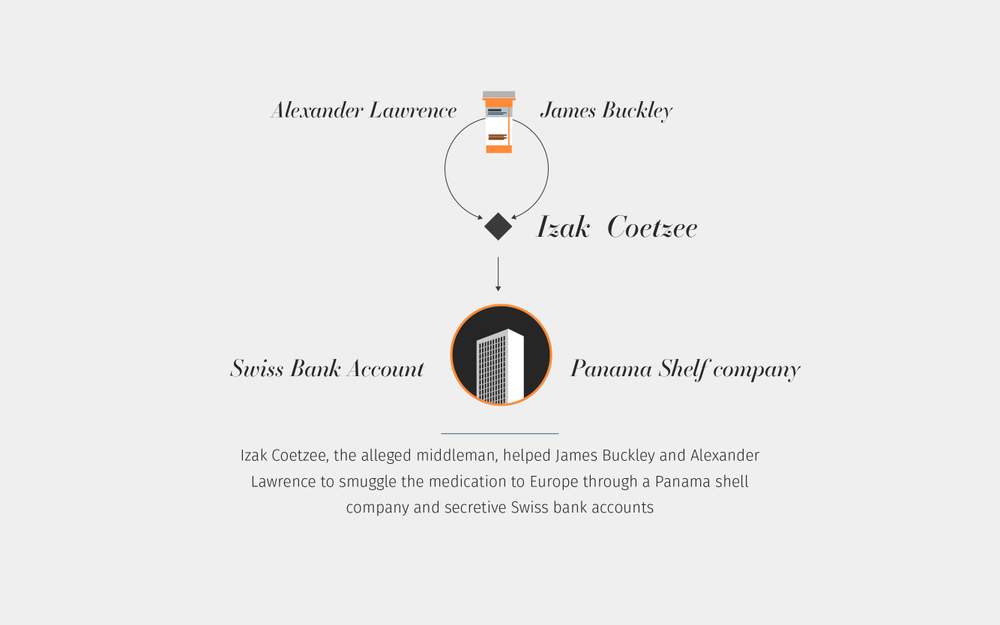 Alexander Lawrence
James Buckley
Izak Coetzee
Swiss Bank Account
Panama Shelf company
Izak Coetzee, the alleged middleman, helped James Buckley and Alexander
Lawrence to smuggle the medication to Europe through a Panama shell
company and secretive Swiss bank accounts